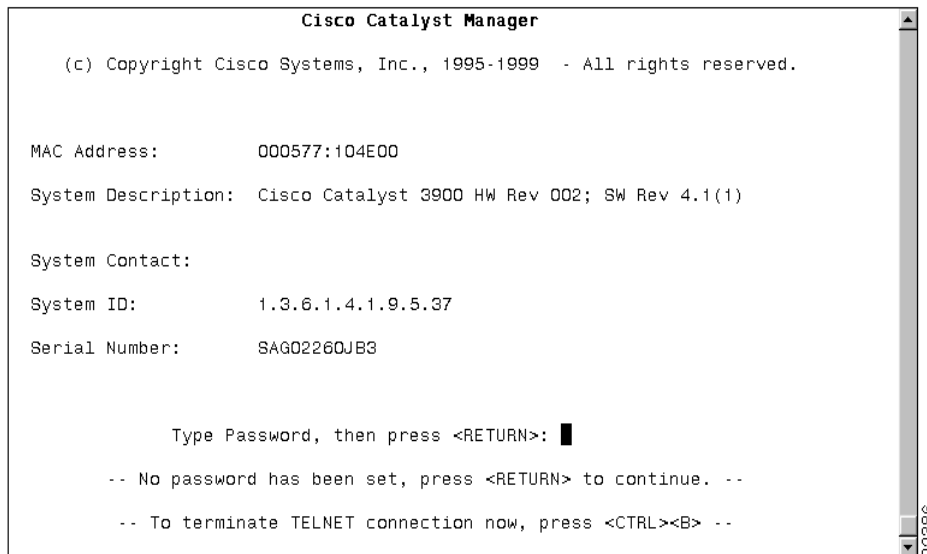 Cisco Catalyst Manager
(c) Copyright Cisco Systems, Inc., 1995-1999 - All rights reserved.
MAC Address: 000577:104E00
System Description: Cisco Catalyst 3900 HW Rev 002; SW Rev 4.1(1)
System Contact:
System ID: 1.3.6.1.4.1.9.5.37
Serial Number: SAG02260JB3
Type Password, then press <RETURN>:
-- No password has been set, press <RETURN> to continue. --
-- To terminate TELNET connection now, press <CTRL><B> --